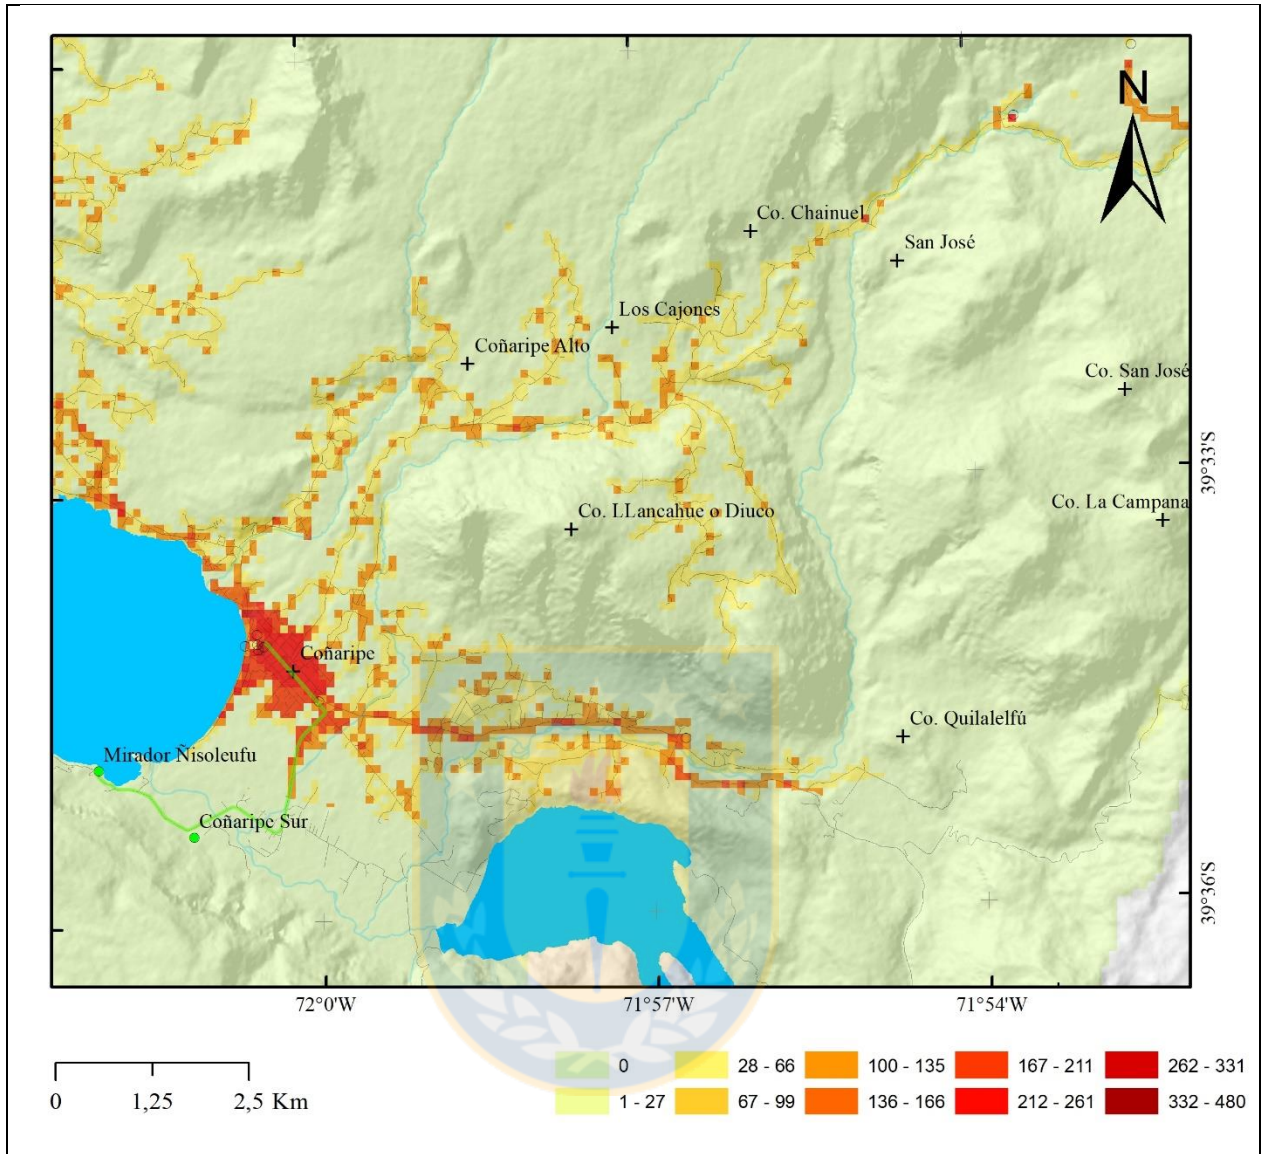 N
Co. Chainuel
San José
Los Cajones
Coñaripe Alto
Co. San José
39°33'S
Co. La Campana
Co. LLancahue o Diuco
Coñaripe
Co. Quilalelfú
Mirador Ñisoleufu
Coñaripe Sur
39°36'S
72°0'W 71°57'W 71°54'W
0 28 - 66 100 - 135 167 - 211 262 - 331
0 1,25 2,5 Km
1 - 27 67 - 99 136 - 166 212 - 261 332 - 480